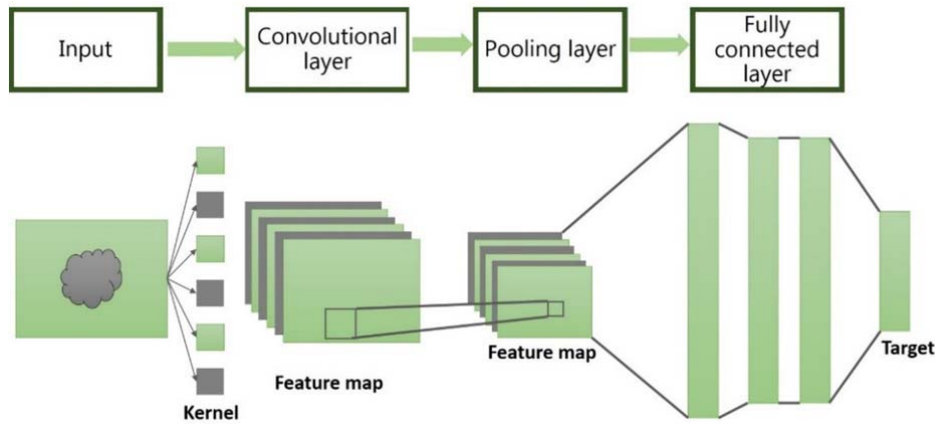 Input
Convolutional
layer
Pooling layer
Fully
connected
layer
Kernel
Feature map
Feature map
Target